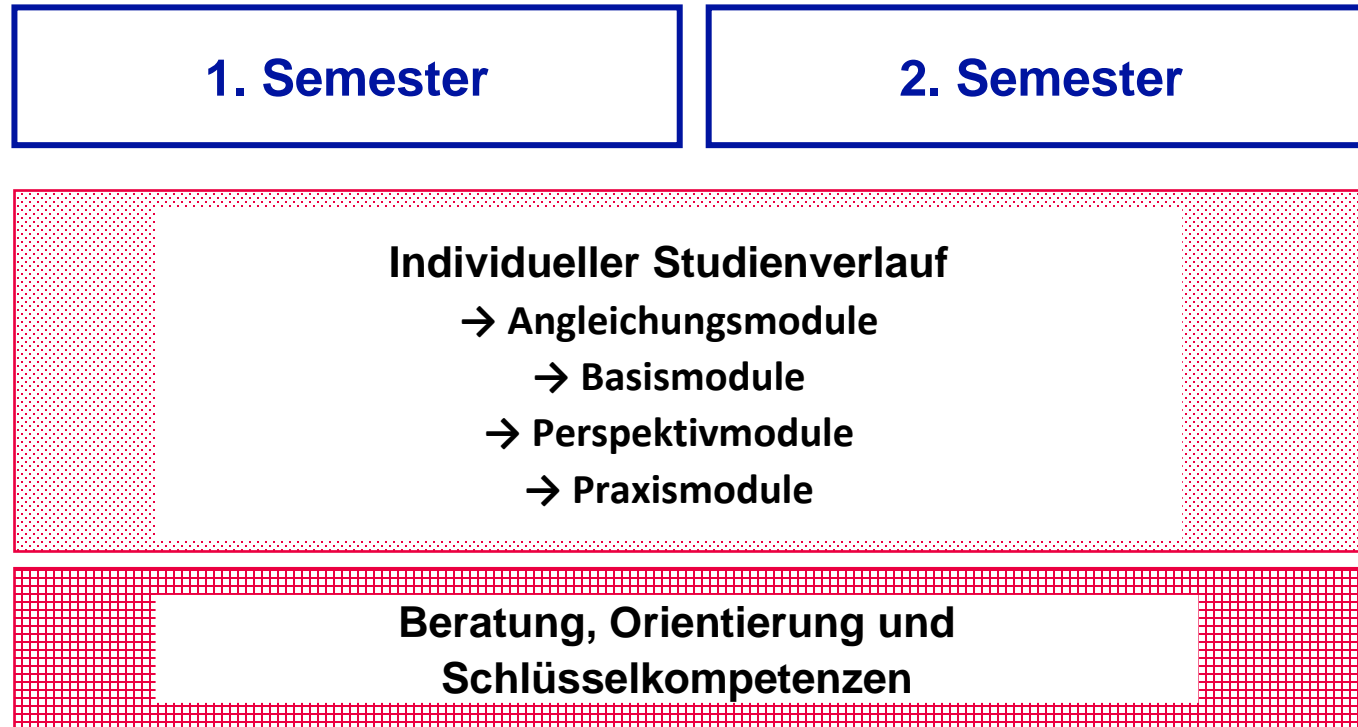 1. Semester
2. Semester
Individueller Studienverlauf
→ Angleichungsmodule
→ Basismodule
→ Perspektivmodule
→ Praxismodule
Beratung, Orientierung und
Schlüsselkompetenzen